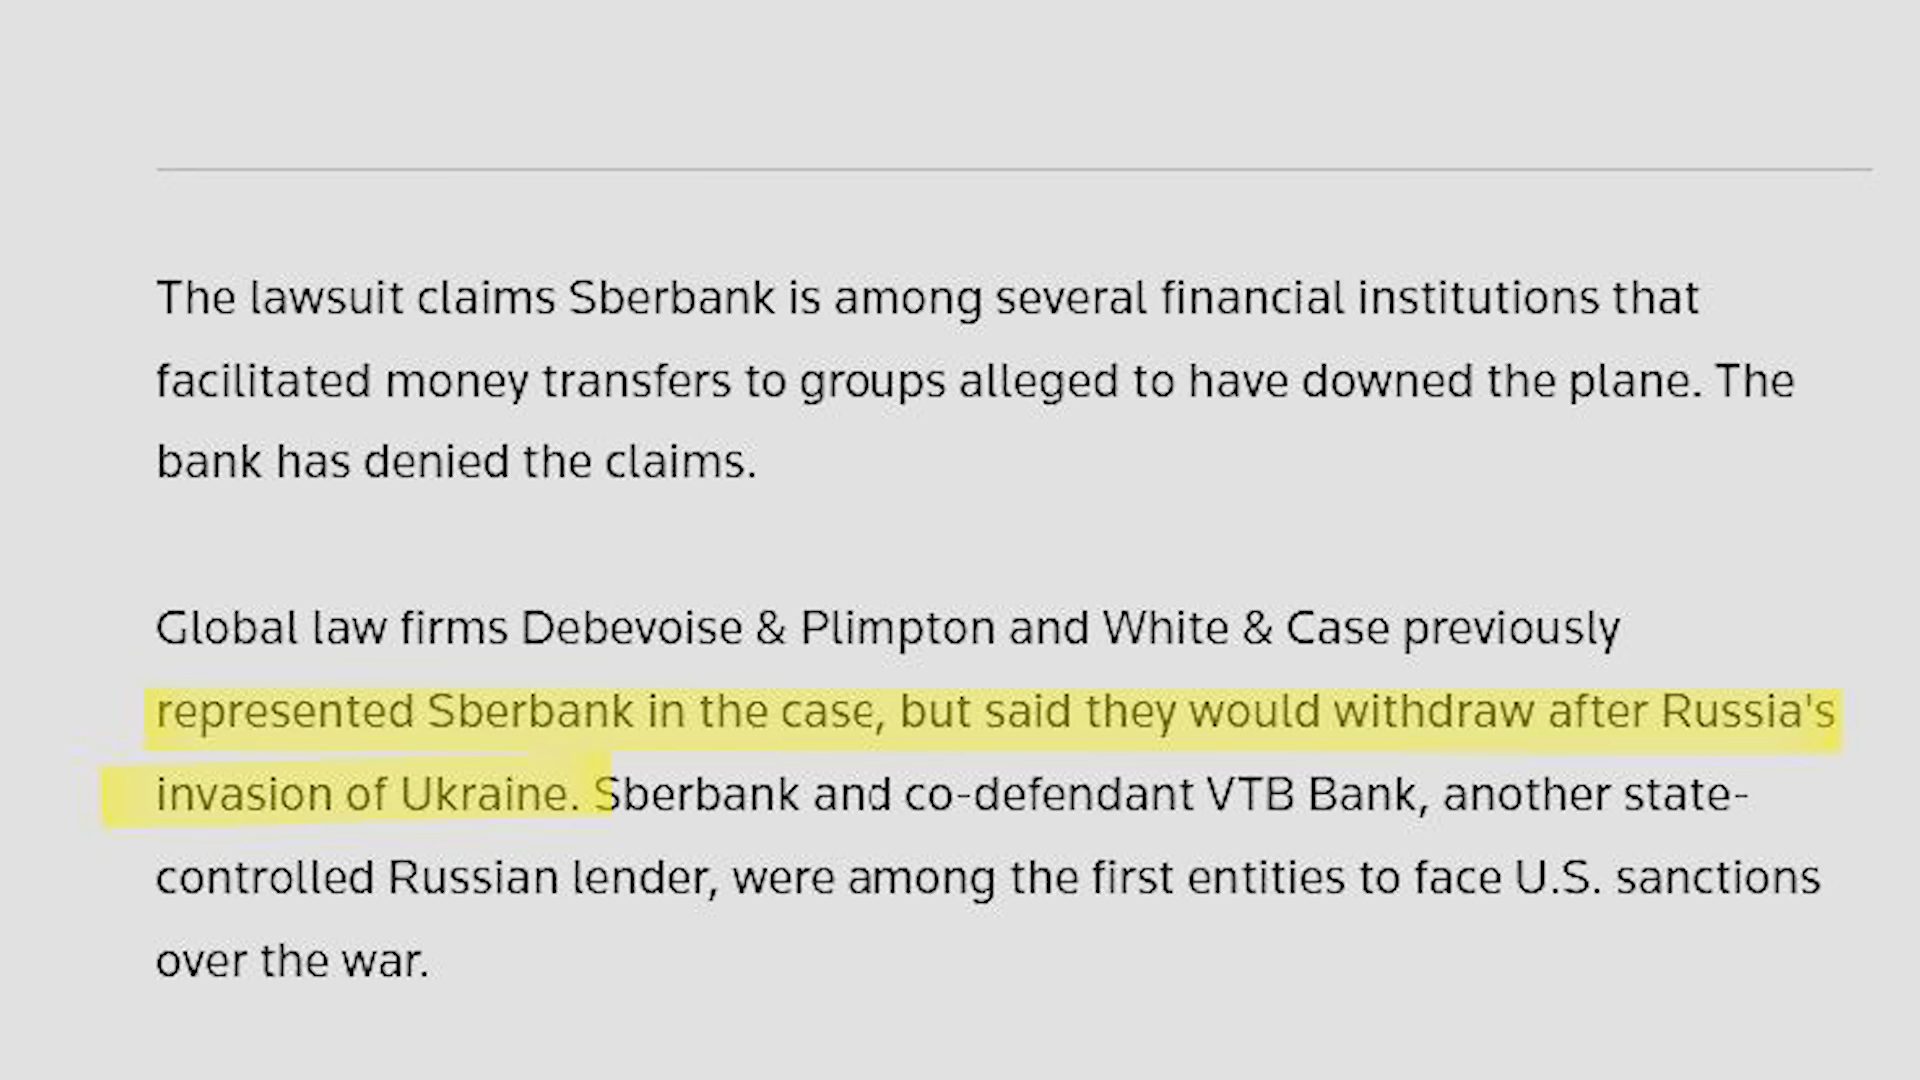 The lawsuit claims Sberbank is among several financial institutions that
facilitated money transfers to groups alleged to have downed the plane. The
bank has denied the claims.
Global law firms Debevoise & Plimpton and White & Case previously
represented Sberbank in the case, but said they would withdraw after Russia's
invasion of Ukraine. Sberbank and co-defendant VTB Bank, another state-
controlled Russian lender, were among the first entities to face U.S. sanctions
over the war.